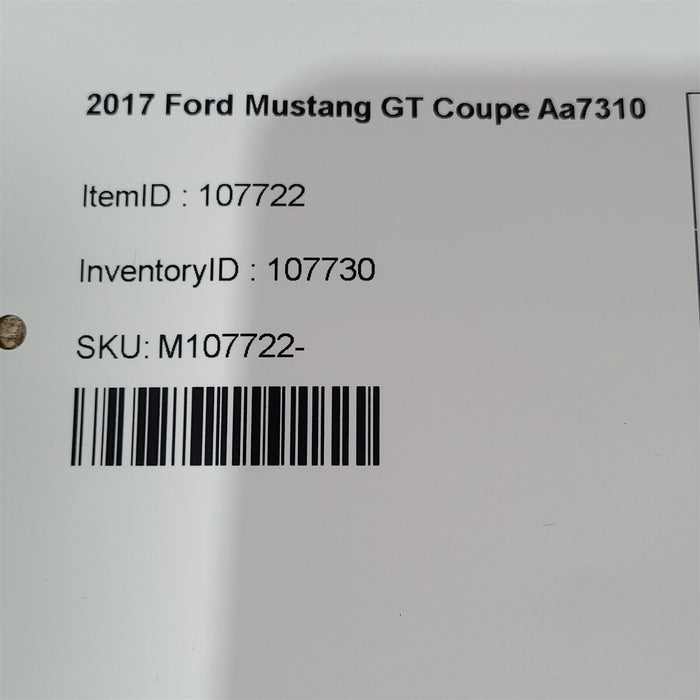 2017 Ford Mustang GT Coupe Aa7310
ItemID : 107722
InventoryID : 107730
SKU: M107722-